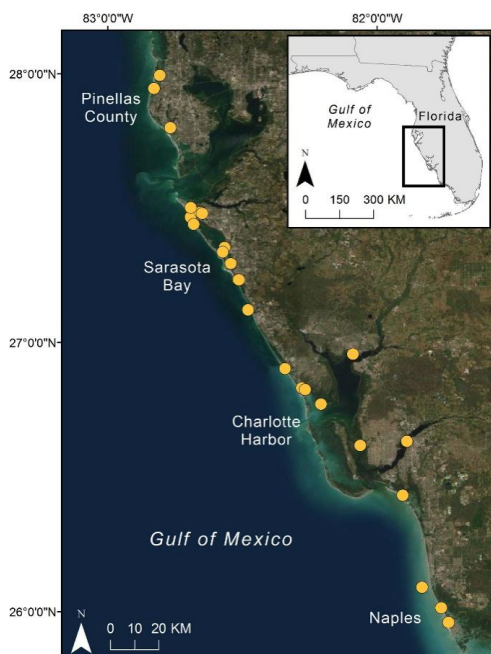 83°0'0"W
82°0'0"W
28°0'0"N
Pinellas
County
Gulf of
Mexico
Florida
N
0 150 300 KM
Sarasota
Bay
27°0'0"N
Charlotte
Harbor
Gulf of Mexico
26°0'0"N
N
0 10 20 KM
Naples